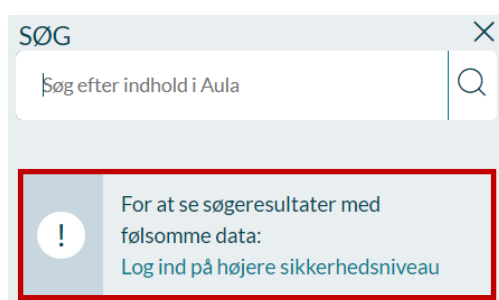 SØG
Søg efter indhold i Aula
!
For at se søgeresultater med
følsomme data:
Log ind på højere sikkerhedsniveau